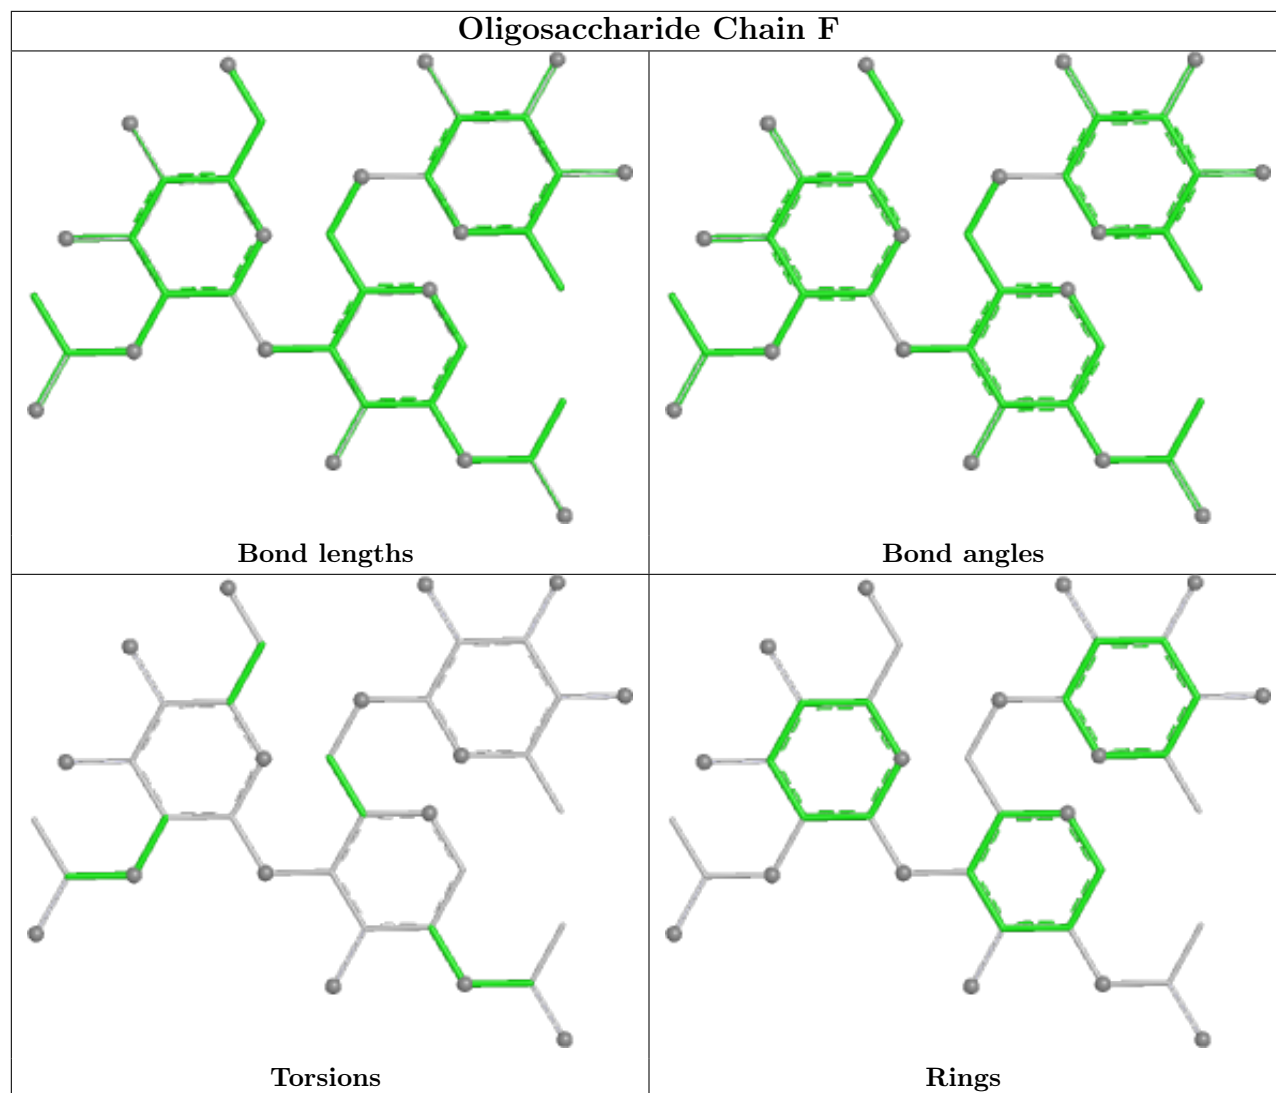 Oligosaccharide Chain F
Bond lengths
Bond angles
Torsions
Rings